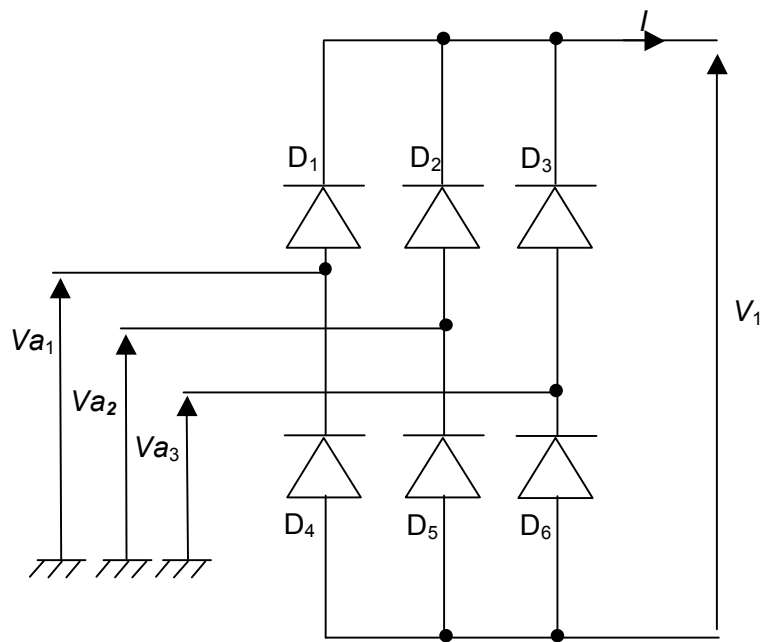 I
D₁ D₂ D₃
Va₁
V₁
Va₂
Va₃
D₄ D₅ D₆